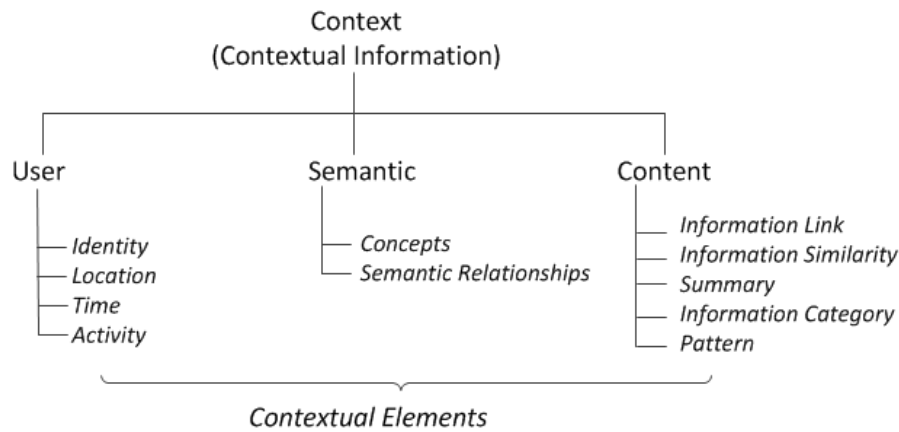 Context
(Contextual Information)
User
Semantic
Content
Identity
Location
Time
Activity
Concepts
Semantic Relationships
Information Link
Information Similarity
Summary
Information Category
Pattern
Contextual Elements